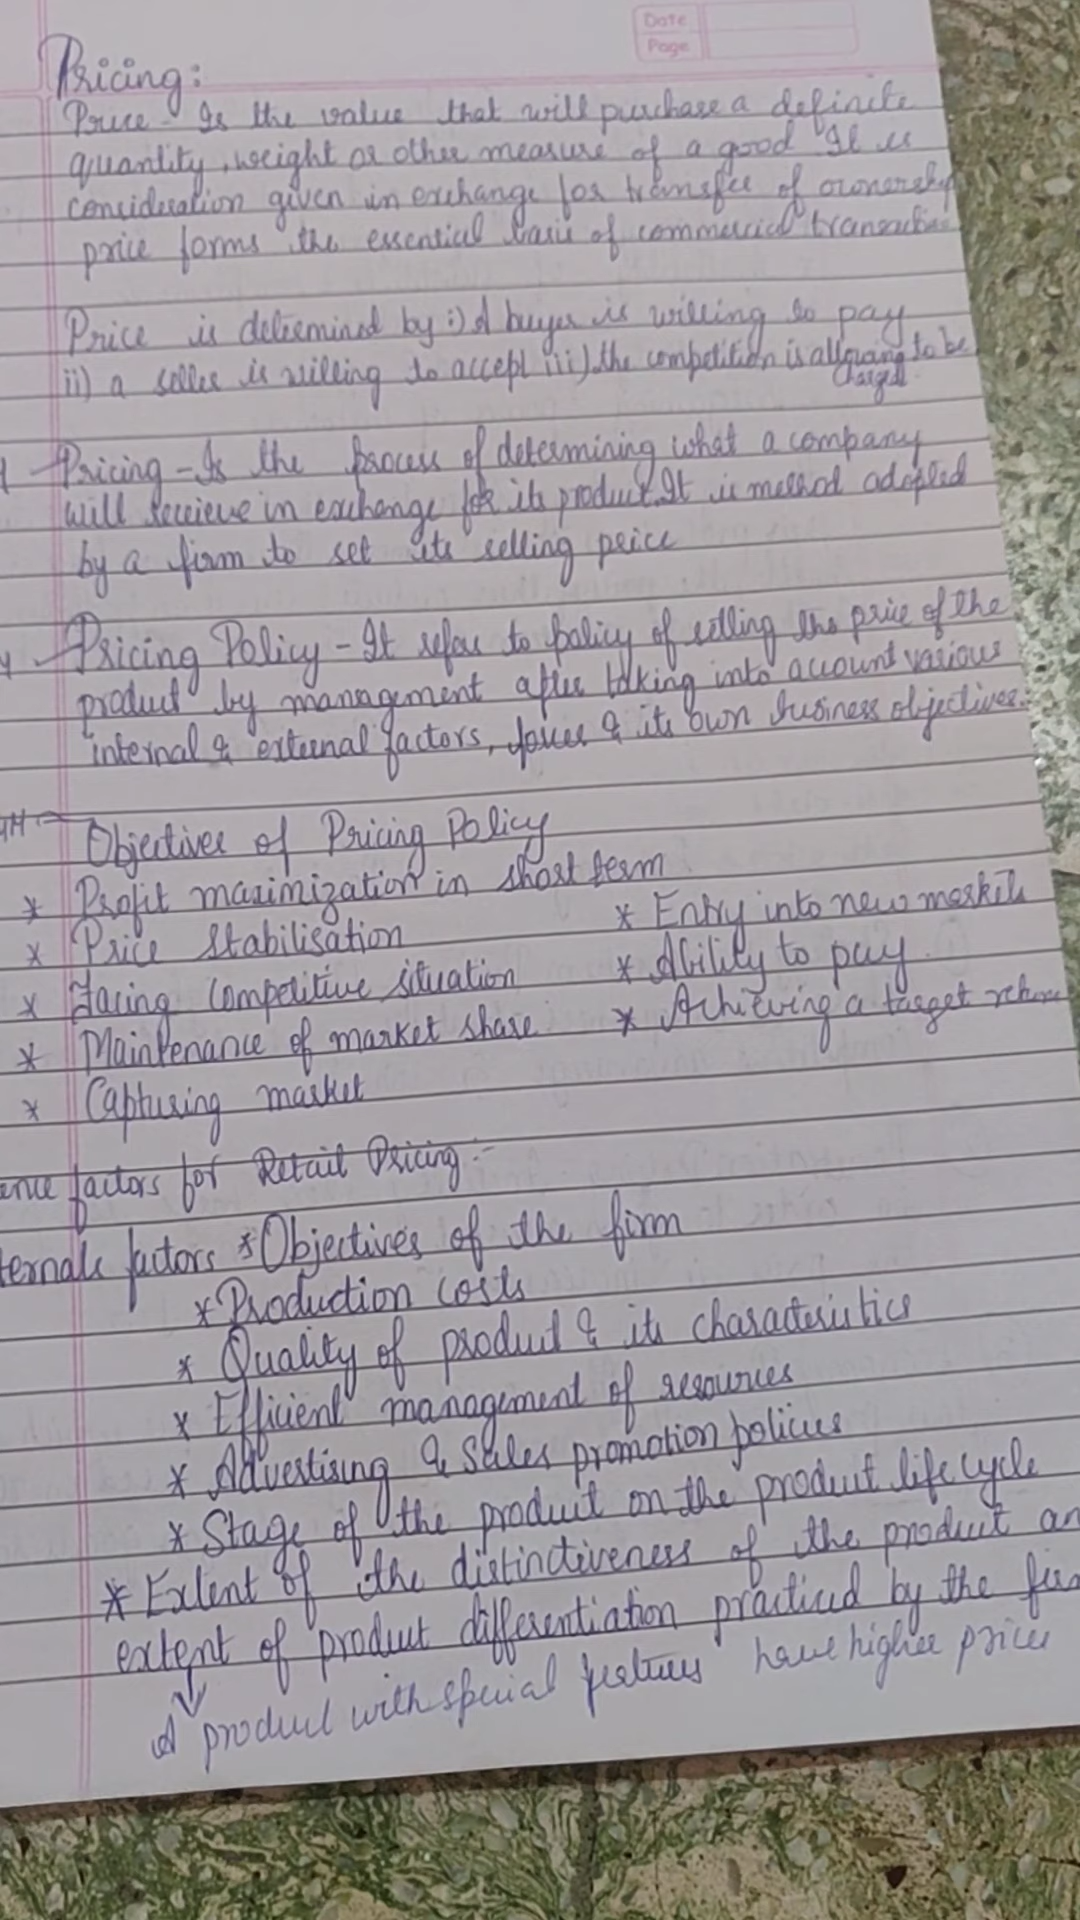 Date
Page
Pricing:
Price - Is the value that will purchase a definite
quantity, weight or other measure of a good It is
consideration given in exchange for transfer of ownership
price forms the essential basis of commercial transaction
Price is determined by i) A buyer is willing to pay
ii) a seller is willing to accept iii) the competition is allowing to be
charged
Pricing - Is the process of determining what a company
will recieve in exchange for its product. It is method adopted
by a firm to set its selling price
Pricing Policy - It refers to policy of setting the price of the
product by management after taking into account various
internal & external factors, forces & its own business objectives.
Objectives of Pricing Policy
* Profit maximization in short term
* Entry into new markets
* Price Stabilisation
* Ability to pay
* Facing Competitive situation
* Achieving a target return
* Maintenance of market share
* Capturing market
ence factors for Retail Pricing:-
ternals factors * Objectives of the firm
* Production costs
* Quality of product & its characteristics
* Efficient management of resources
* Advertising & Sales promotion policies
* Stage of the product on the product life cycle
* Extent of the distinctiveness of the product an
extent of product differentiation practiced by the fir
A product with special features have higher prices